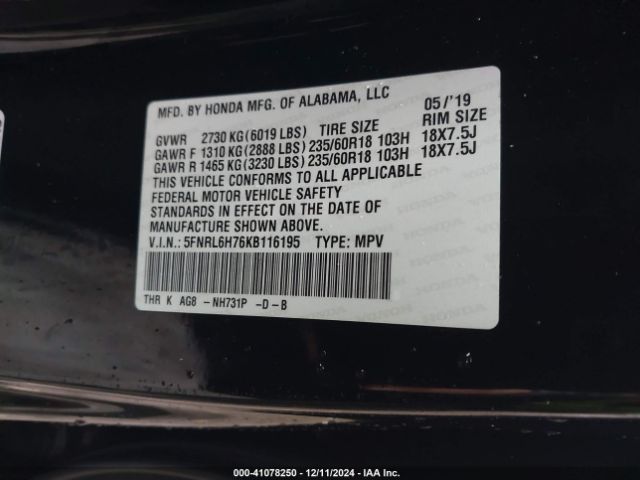 MFD. BY HONDA MFG. OF ALABAMA, LLC 05/'19
GVWR 2730 KG (6019 LBS) TIRE SIZE RIM SIZE
GAWR F 1310 KG (2888 LBS) 235/60R18 103H 18X7.5J
GAWR R 1465 KG (3230 LBS) 235/60R18 103H 18X7.5J
THIS VEHICLE CONFORMS TO ALL APPLICABLE
FEDERAL MOTOR VEHICLE SAFETY
STANDARDS IN EFFECT ON THE DATE OF
MANUFACTURE SHOWN ABOVE.
V.I.N.: 5FNRL6H76KB116195 TYPE: MPV
THR K AG8 -NH731P -D-B
000-41078250 - 12/11/2024 - IAA